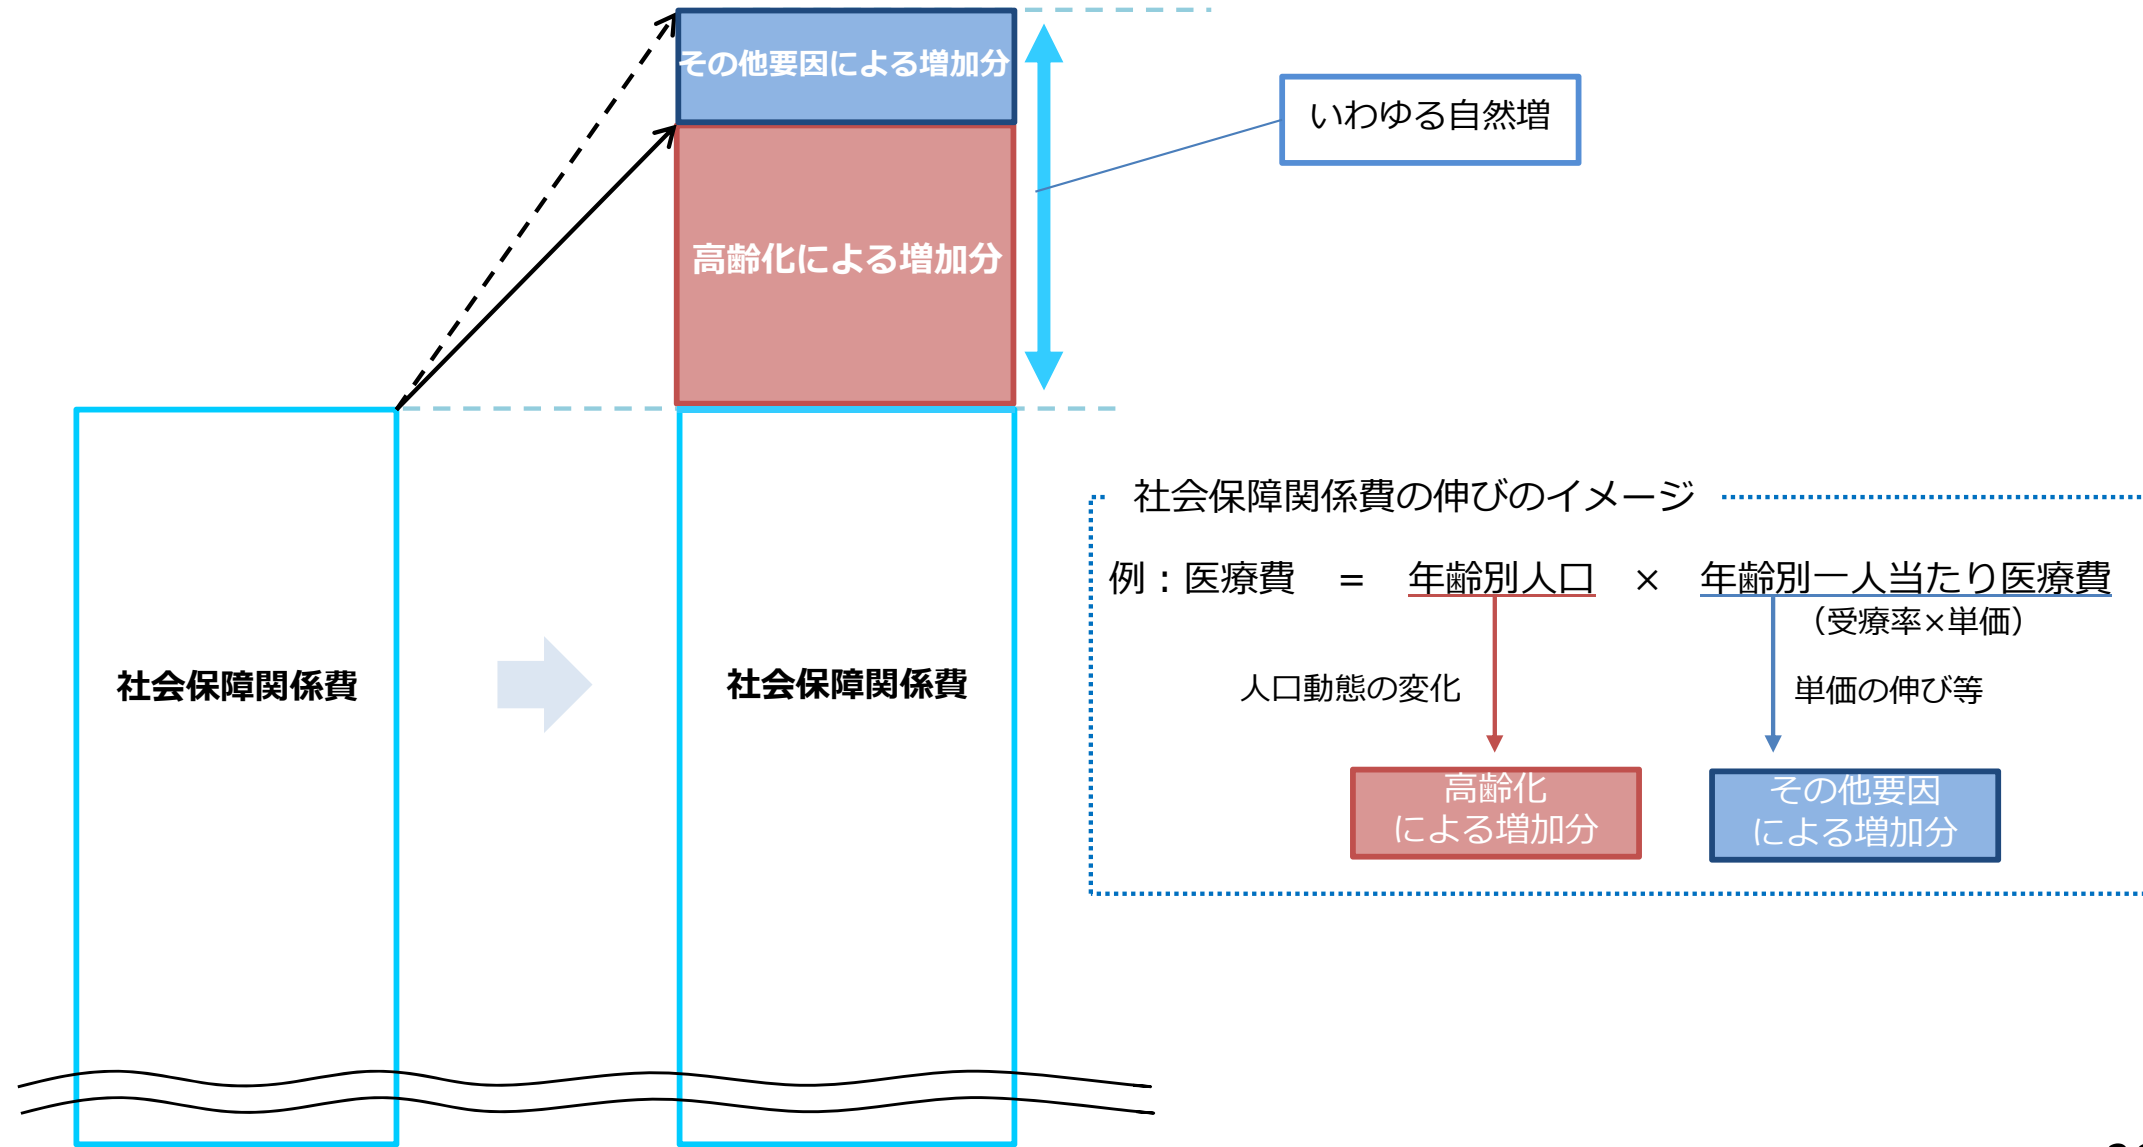 その他要因による増加分
いわゆる自然増
高齢化による増加分
社会保障関係費
社会保障関係費
社会保障関係費の伸びのイメージ
例：医療費 = 年齢別人口 × 年齢別一人当たり医療費
（受療率×単価）
人口動態の変化
単価の伸び等
高齢化
による増加分
その他要因
による増加分